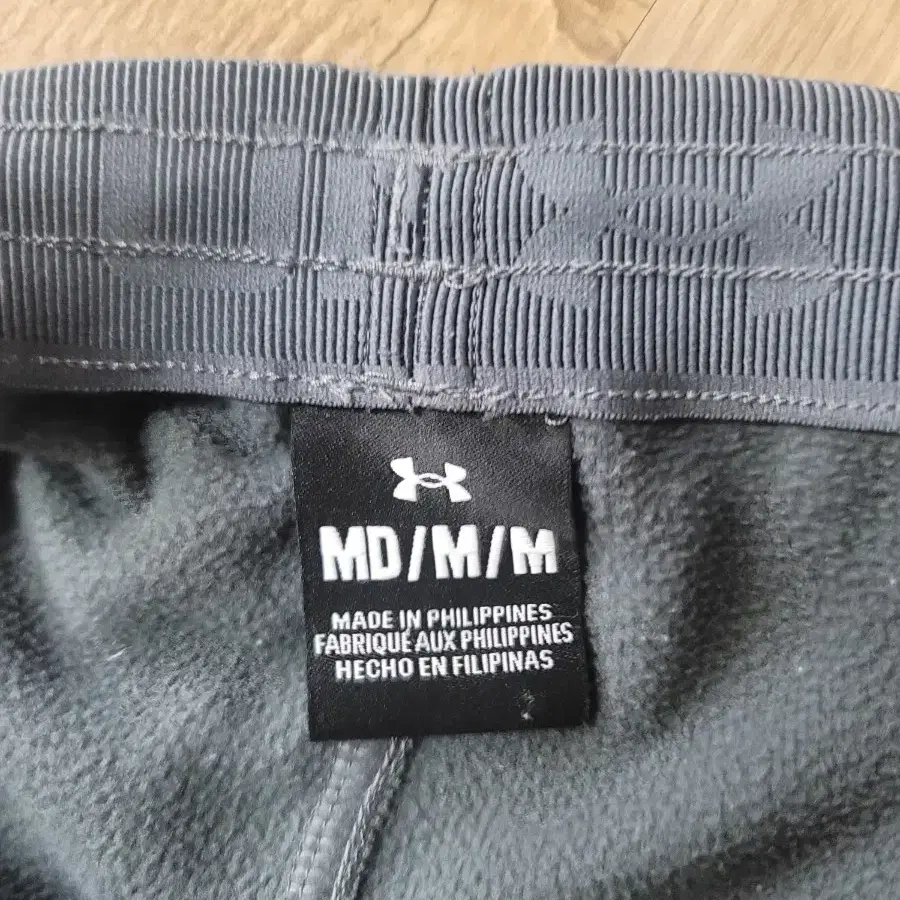 MD/M/M
MADE IN PHILIPPINES
FABRIQUÉ AUX PHILIPPINES
HECHO EN FILIPINAS